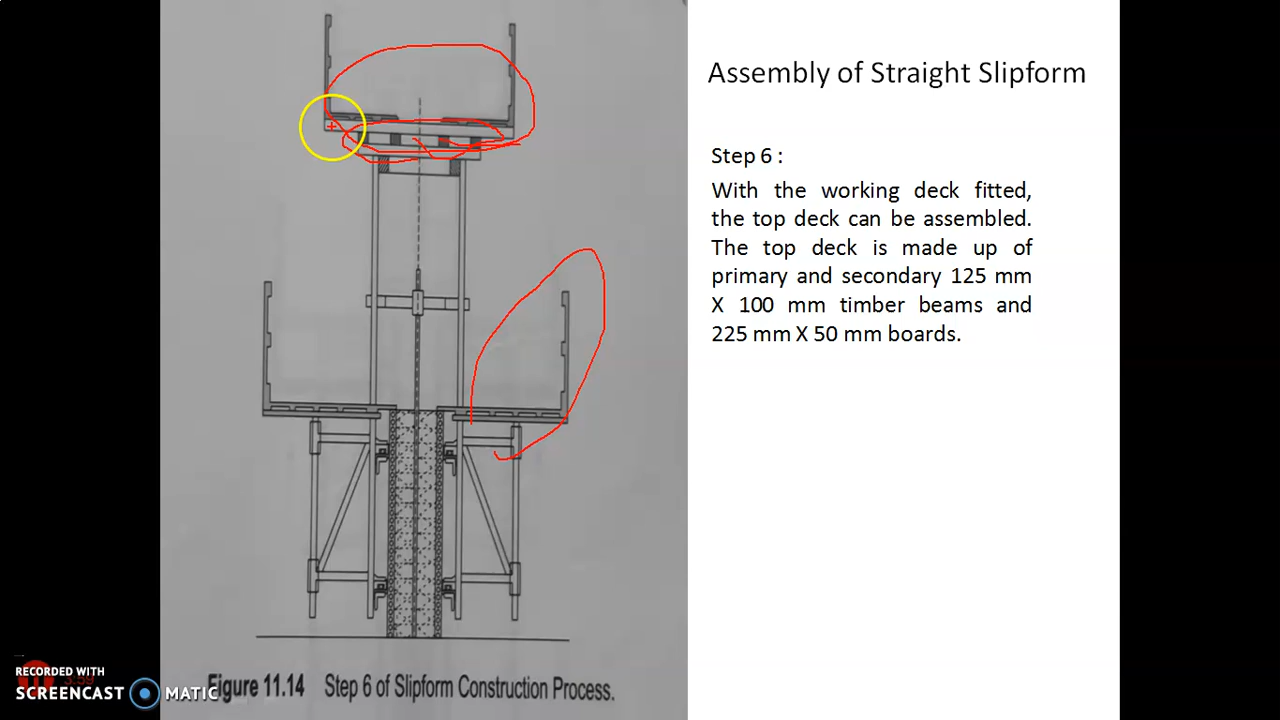 Assembly of Straight Slipform
Step 6 :
With the working deck fitted,
the top deck can be assembled.
The top deck is made up of
primary and secondary 125 mm
X 100 mm timber beams and
225 mm X 50 mm boards.
Figure 11.14 Step 6 of Slipform Construction Process.
RECORDED WITH
SCREENCAST MATIC